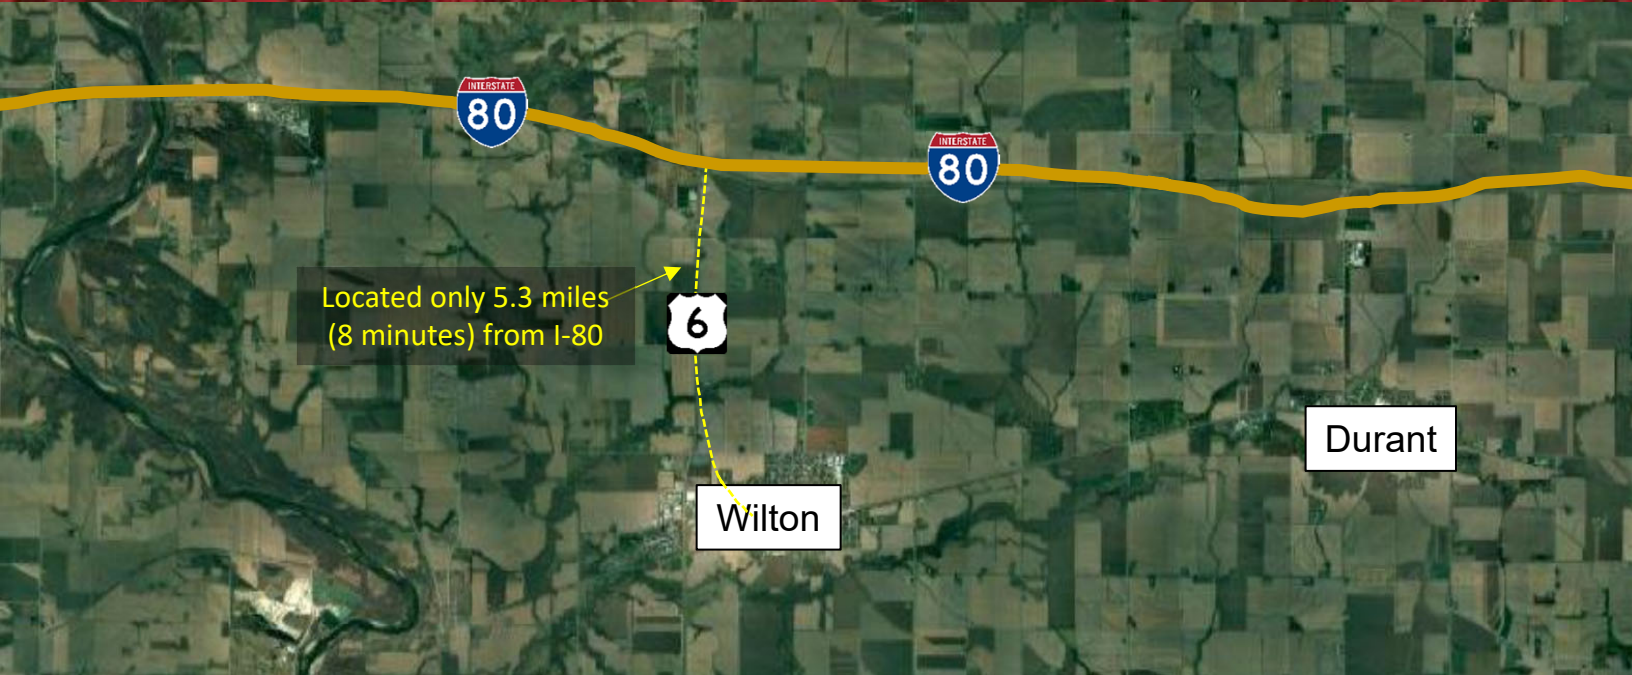 INTERSTATE
80
INTERSTATE
80
Located only 5.3 miles
(8 minutes) from I-80
6
Durant
Wilton